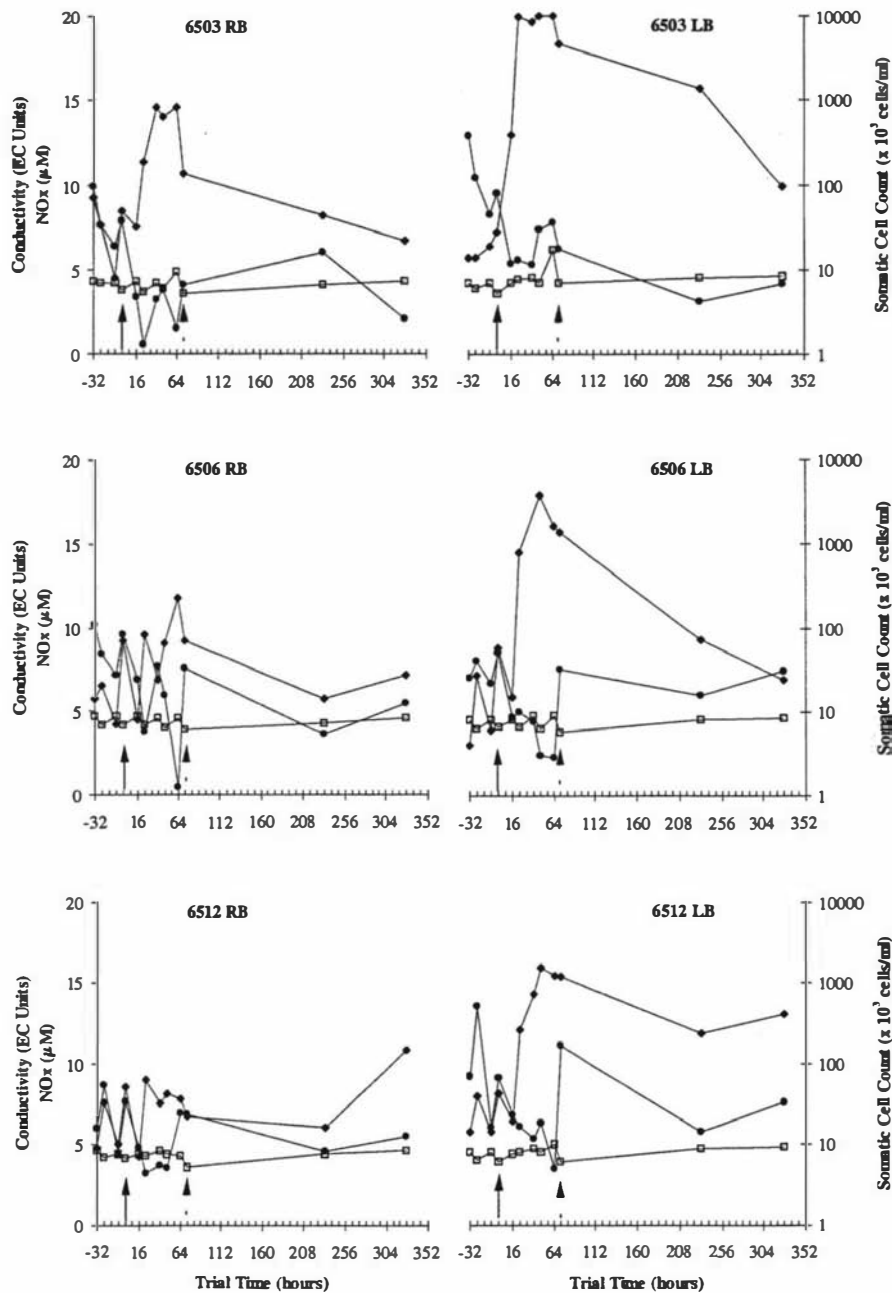 6503 RB
6503 LB
Conductivity (EC Units)
NOx (µM)
20
15
10
5
0
-32 16 64 112 160 208 256 304 352
-32 16 64 112 160 208 256 304 352
10000
1000
100
10
1
Somatic Cell Count (x 10³ cells/ml)
6506 RB
6506 LB
Conductivity (EC Units)
NOx (µM)
20
15
10
5
0
-32 16 64 112 160 208 256 304 352
-32 16 64 112 160 208 256 304 352
10000
1000
100
10
1
Somatic Cell Count (x 10³ cells/ml)
6512 RB
6512 LB
Conductivity (EC Units)
NOx (µM)
20
15
10
5
0
-32 16 64 112 160 208 256 304 352
-32 16 64 112 160 208 256 304 352
10000
1000
100
10
1
Somatic Cell Count (x 10³ cells/ml)
Trial Time (hours)
Trial Time (hours)